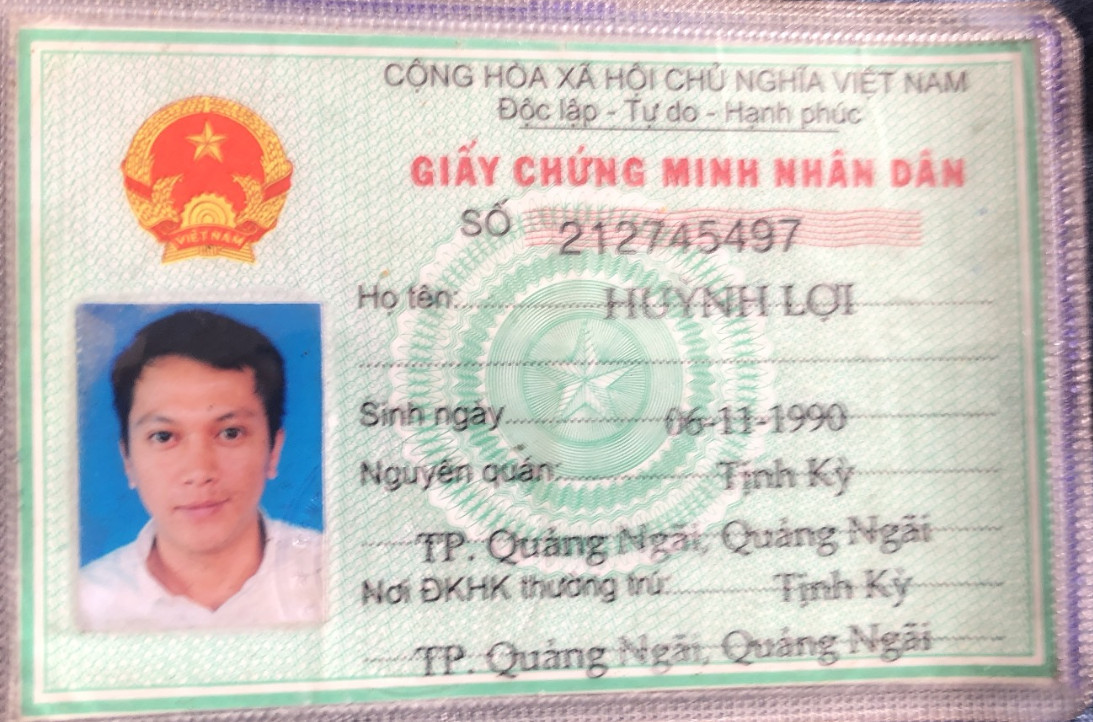 CỘNG HÒA XÃ HỘI CHỦ NGHĨA VIỆT NAM
Độc lập - Tự do - Hạnh phúc
GIẤY CHỨNG MINH NHÂN DÂN
SỐ 212745497
VIỆT NAM
Họ tên: HUỲNH LỢI
Sinh ngày 06-11-1990
Nguyên quán: Tịnh Kỳ
TP. Quảng Ngãi, Quảng Ngãi
Nơi ĐKHK thường trú: Tịnh Kỳ
TP. Quảng Ngãi, Quảng Ngãi